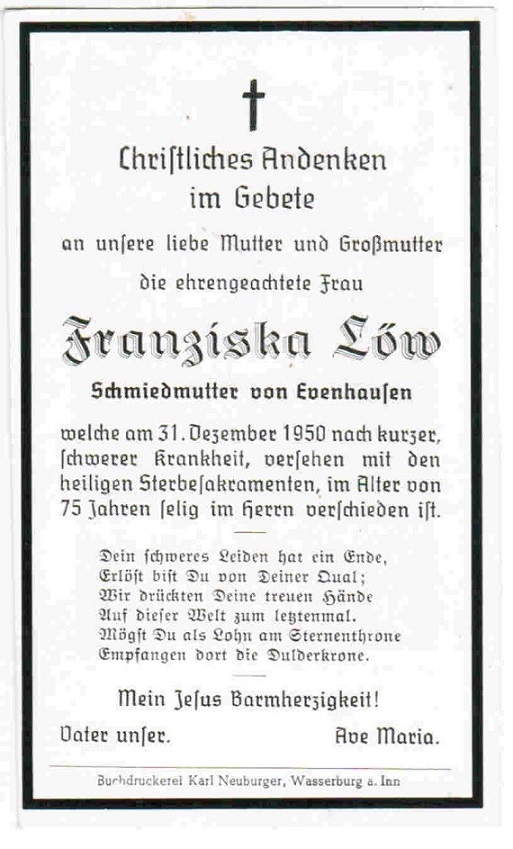 Christliches Andenken
im Gebete
an unsere liebe Mutter und Großmutter
die ehrengeachtete Frau
Franziska Löw
Schmiedmutter von Evenhausen
welche am 31. Dezember 1950 nach kurzer,
schwerer Krankheit, versehen mit den
heiligen Sterbesakramenten, im Alter von
75 Jahren selig im Herrn verschieden ist.
Dein schweres Leiden hat ein Ende,
Erlöst bist Du von Deiner Qual;
Wir drückten Deine treuen Hände
Auf dieser Welt zum letztenmal.
Mögst Du als Lohn am Sternenthrone
Empfangen dort die Dulderkrone.
Mein Jesus Barmherzigkeit!
Vater unser. Ave Maria.
Buchdruckerei Karl Neuburger, Wasserburg a. Inn